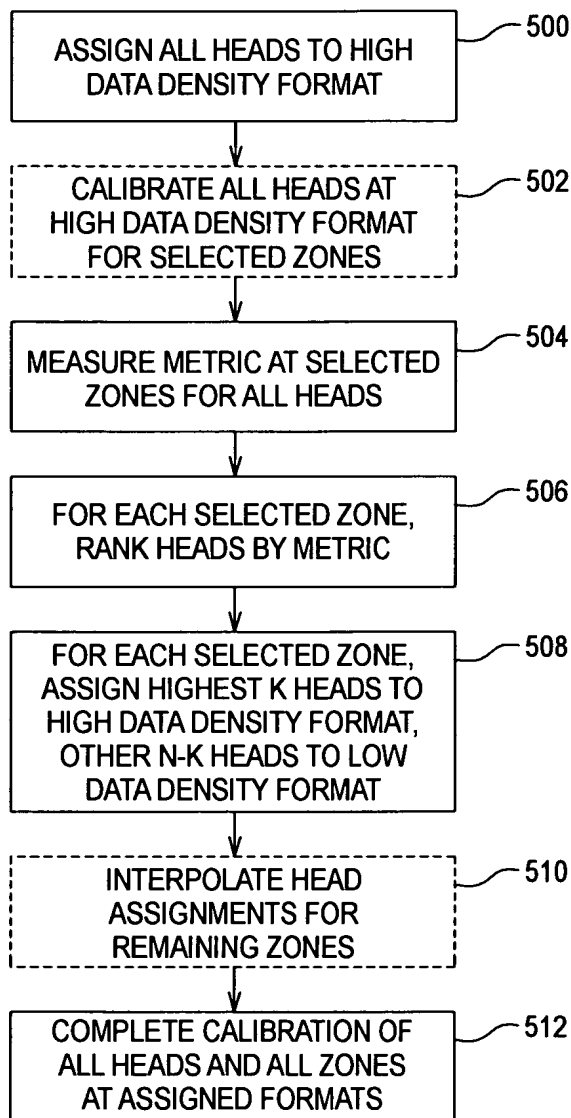 500
ASSIGN ALL HEADS TO HIGH
DATA DENSITY FORMAT
502
CALIBRATE ALL HEADS AT
HIGH DATA DENSITY FORMAT
FOR SELECTED ZONES
504
MEASURE METRIC AT SELECTED
ZONES FOR ALL HEADS
506
FOR EACH SELECTED ZONE,
RANK HEADS BY METRIC
508
FOR EACH SELECTED ZONE,
ASSIGN HIGHEST K HEADS TO
HIGH DATA DENSITY FORMAT,
OTHER N-K HEADS TO LOW
DATA DENSITY FORMAT
510
INTERPOLATE HEAD
ASSIGNMENTS FOR
REMAINING ZONES
512
COMPLETE CALIBRATION OF
ALL HEADS AND ALL ZONES
AT ASSIGNED FORMATS